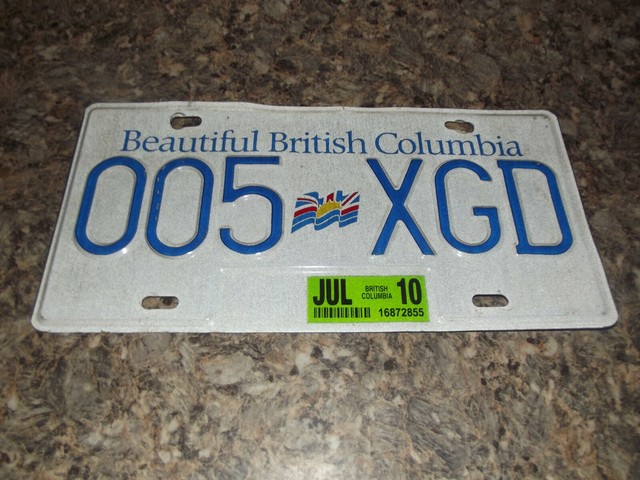 Beautiful British Columbia
005 XGD
JUL BRITISH COLUMBIA 10
16872855